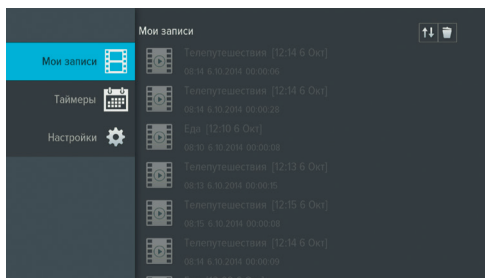 Мои записи
Мои записи
Таймеры
Настройки
Телепутешествия [12:14 6 Окт]
08:14 6.10.2014 00:00:06
Телепутешествия [12:14 6 Окт]
08:14 6.10.2014 00:00:28
Еда [12:10 6 Окт]
08:10 6.10.2014 00:00:08
Телепутешествия [12:13 6 Окт]
08:13 6.10.2014 00:00:15
Телепутешествия [12:15 6 Окт]
08:15 6.10.2014 00:00:08
Телепутешествия [12:14 6 Окт]
08:14 6.10.2014 00:00:09